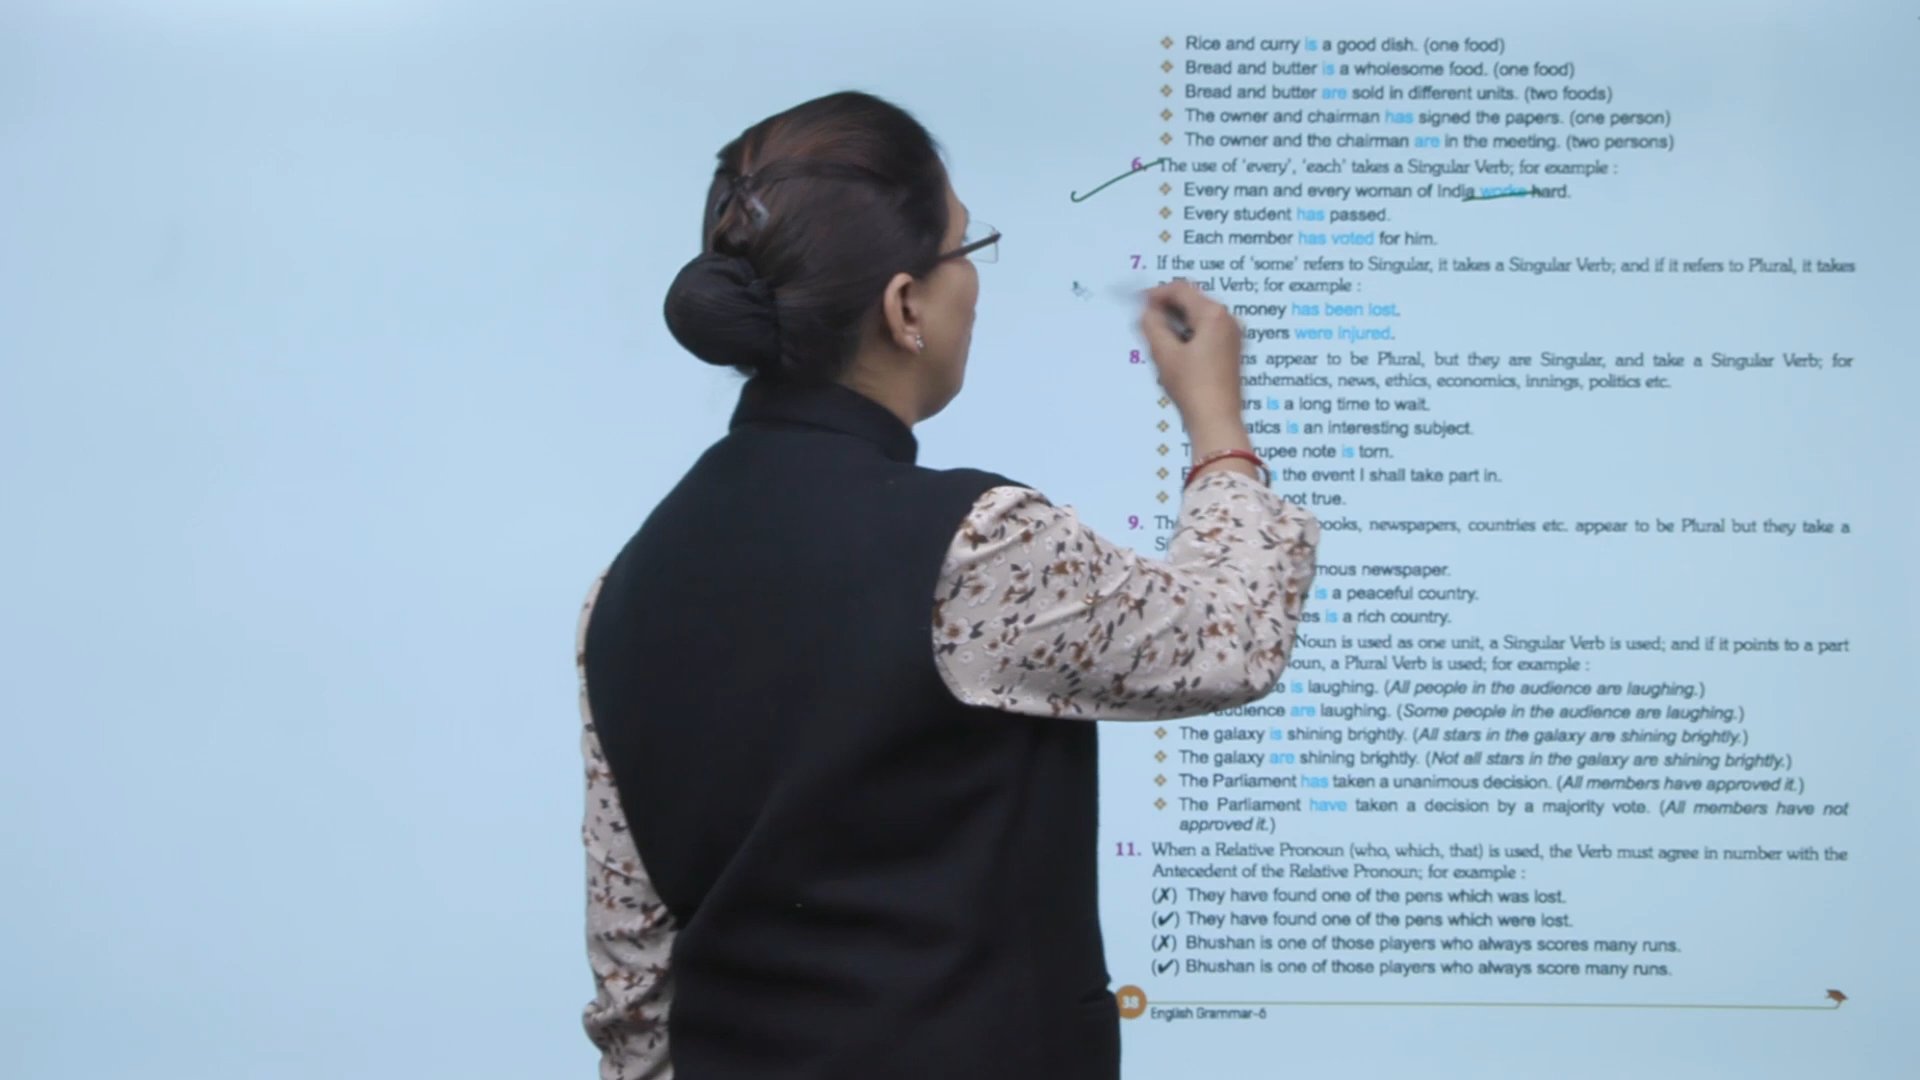 ❖ Rice and curry is a good dish. (one food)
❖ Bread and butter is a wholesome food. (one food)
❖ Bread and butter are sold in different units. (two foods)
❖ The owner and chairman has signed the papers. (one person)
❖ The owner and the chairman are in the meeting. (two persons)
6. The use of 'every', 'each' takes a Singular Verb; for example :
❖ Every man and every woman of India works hard.
❖ Every student has passed.
❖ Each member has voted for him.
7. If the use of 'some' refers to Singular, it takes a Singular Verb; and if it refers to Plural, it takes
Verb; for example :
money has been lost.
were injured.
8. appear to be Plural, but they are Singular, and take a Singular Verb; for
mathematics, news, ethics, economics, innings, politics etc.
❖ is a long time to wait.
❖ is an interesting subject.
❖ rupee note is torn.
❖ the event I shall take part in.
❖ not true.
9. books, newspapers, countries etc. appear to be Plural but they take a
newspaper.
is a peaceful country.
is a rich country.
Noun is used as one unit, a Singular Verb is used; and if it points to a part
Noun, a Plural Verb is used; for example :
is laughing. (All people in the audience are laughing.)
audience are laughing. (Some people in the audience are laughing.)
❖ The galaxy is shining brightly. (All stars in the galaxy are shining brightly.)
❖ The galaxy are shining brightly. (Not all stars in the galaxy are shining brightly.)
❖ The Parliament has taken a unanimous decision. (All members have approved it.)
❖ The Parliament have taken a decision by a majority vote. (All members have not
approved it.)
11. When a Relative Pronoun (who, which, that) is used, the Verb must agree in number with the
Antecedent of the Relative Pronoun; for example :
(✗) They have found one of the pens which was lost.
(✓) They have found one of the pens which were lost.
(✗) Bhushan is one of those players who always scores many runs.
(✓) Bhushan is one of those players who always score many runs.
38
English Grammar-6